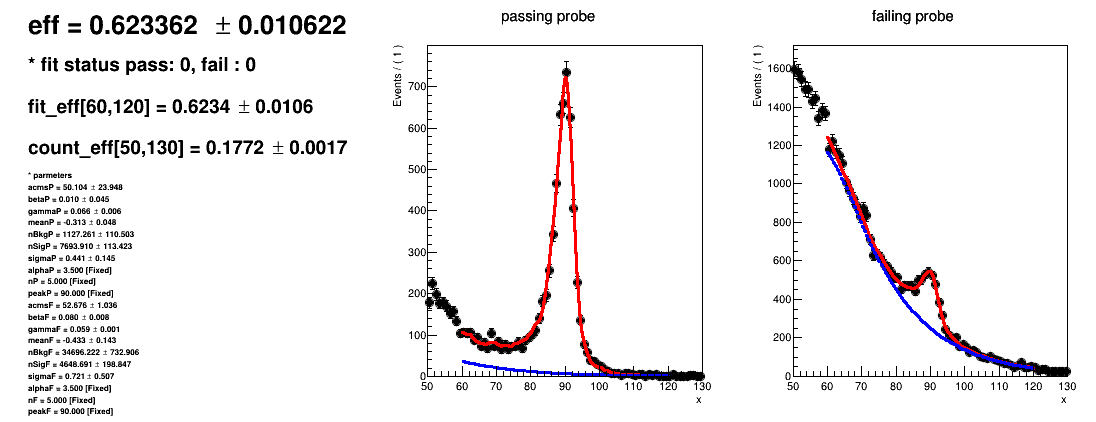 eff = 0.623362 ± 0.010622
* fit status pass: 0, fail : 0
fit_eff[60,120] = 0.6234 ± 0.0106
count_eff[50,130] = 0.1772 ± 0.0017
* parmeters
acmsP = 50.104 ± 23.948
betaP = 0.010 ± 0.045
gammaP = 0.066 ± 0.006
meanP = -0.313 ± 0.048
nBkgP = 1127.261 ± 110.503
nSigP = 7693.910 ± 113.423
sigmaP = 0.441 ± 0.145
alphaP = 3.500 [Fixed]
nP = 5.000 [Fixed]
peakP = 90.000 [Fixed]
acmsF = 52.676 ± 1.036
betaF = 0.080 ± 0.008
gammaF = 0.059 ± 0.001
meanF = -0.433 ± 0.143
nBkgF = 34696.222 ± 732.906
nSigF = 4648.691 ± 198.847
sigmaF = 0.721 ± 0.507
alphaF = 3.500 [Fixed]
nF = 5.000 [Fixed]
peakF = 90.000 [Fixed]
passing probe
Events / ( 1 )
700
600
500
400
300
200
100
0
50 60 70 80 90 100 110 120 130
x
failing probe
Events / ( 1 )
1600
1400
1200
1000
800
600
400
200
0
50 60 70 80 90 100 110 120 130
x